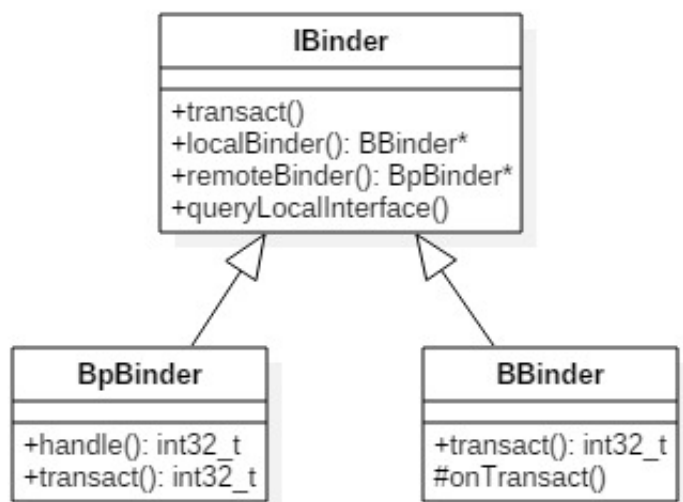 IBinder
+transact()
+localBinder(): BBinder*
+remoteBinder(): BpBinder*
+queryLocalInterface()
BpBinder
+handle(): int32_t
+transact(): int32_t
BBinder
+transact(): int32_t
#onTransact()